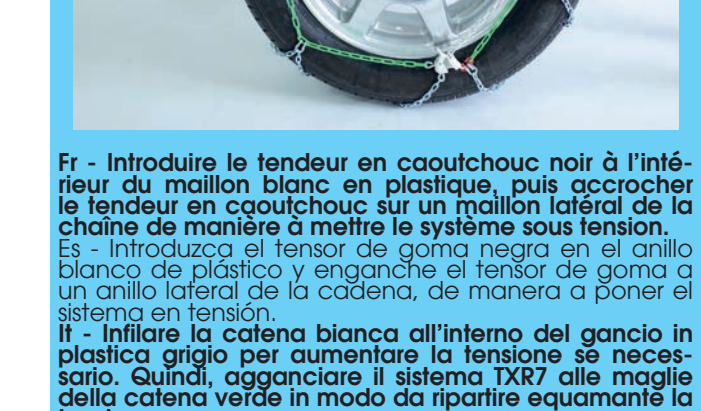 Fr - Introduire le tendeur en caoutchouc noir à l'inté-
rieur du maillon blanc en plastique, puis accrocher
le tendeur en caoutchouc sur un maillon latéral de la
chaîne de manière à mettre le système sous tension.
Es - Introduzca el tensor de goma negra en el anillo
blanco de plástico y enganche el tensor de goma a
un anillo lateral de la cadena, de manera a poner el
sistema en tensión.
It - Infilare la catena bianca all'interno del gancio in
plastica grigio per aumentare la tensione se neces-
sario. Quindi, agganciare il sistema TXR7 alle maglie
della catena verde in modo da ripartire equamante la